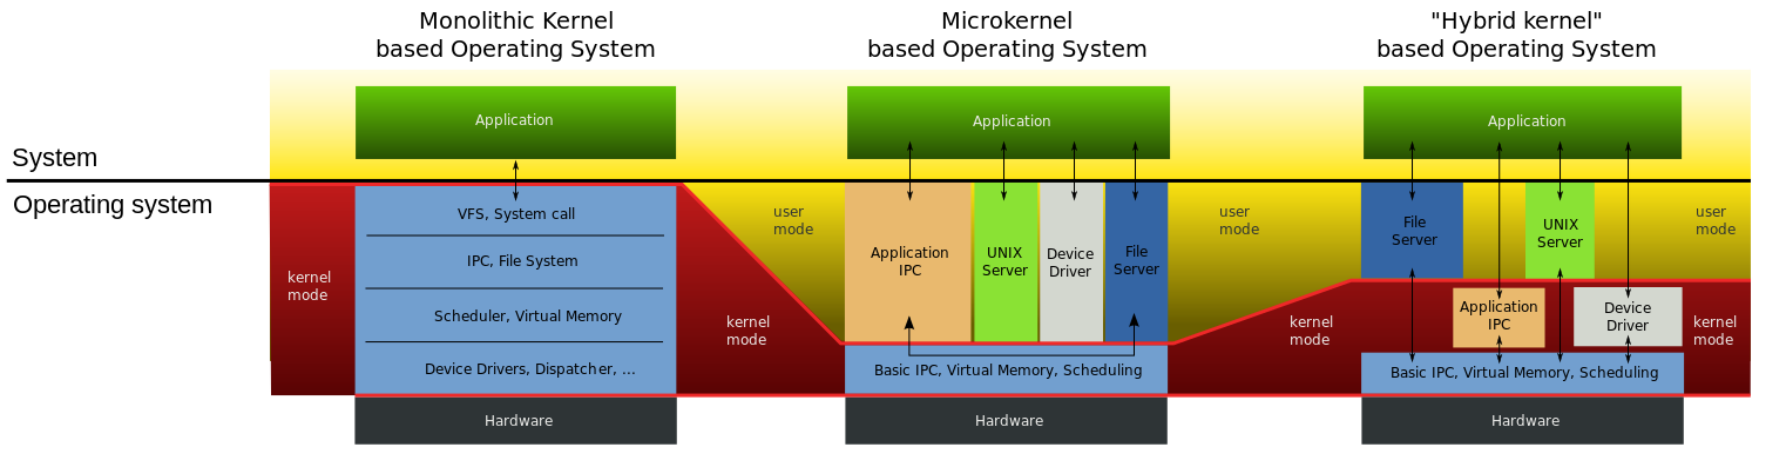 Monolithic Kernel
based Operating System
Microkernel
based Operating System
"Hybrid kernel"
based Operating System
System
Operating system
Application
VFS, System call
IPC, File System
Scheduler, Virtual Memory
Device Drivers, Dispatcher, ...
Hardware
kernel
mode
kernel
mode
user
mode
Application
Application
IPC
UNIX
Server
Device
Driver
File
Server
Basic IPC, Virtual Memory, Scheduling
Hardware
user
mode
kernel
mode
Application
File
Server
UNIX
Server
Application
IPC
Device
Driver
Basic IPC, Virtual Memory, Scheduling
Hardware
user
mode
kernel
mode